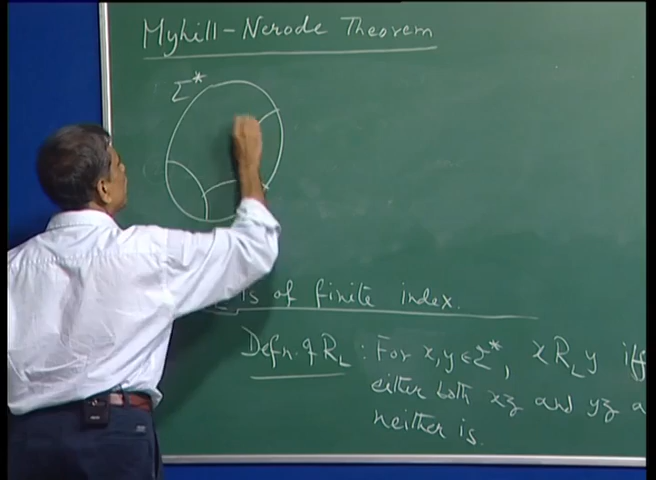 Myhill-Nerode Theorem
Σ*
is of finite index.
Defn. of R_L : For x, y ∈ Σ*, x R_L y iff
either both xz and yz a
neither is.